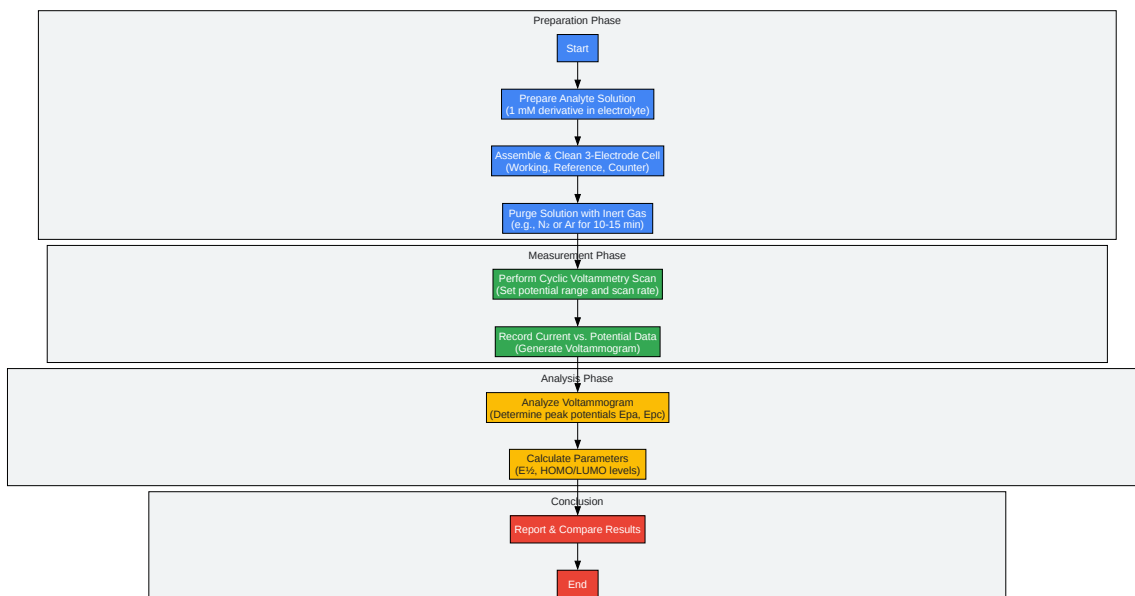 Preparation Phase
Start
Prepare Analyte Solution
(1 mM derivative in electrolyte)
Assemble & Clean 3-Electrode Cell
(Working, Reference, Counter)
Purge Solution with Inert Gas
(e.g., N₂ or Ar for 10-15 min)
Measurement Phase
Perform Cyclic Voltammetry Scan
(Set potential range and scan rate)
Record Current vs. Potential Data
(Generate Voltammogram)
Analysis Phase
Analyze Voltammogram
(Determine peak potentials Epa, Epc)
Calculate Parameters
(E½, HOMO/LUMO levels)
Conclusion
Report & Compare Results
End